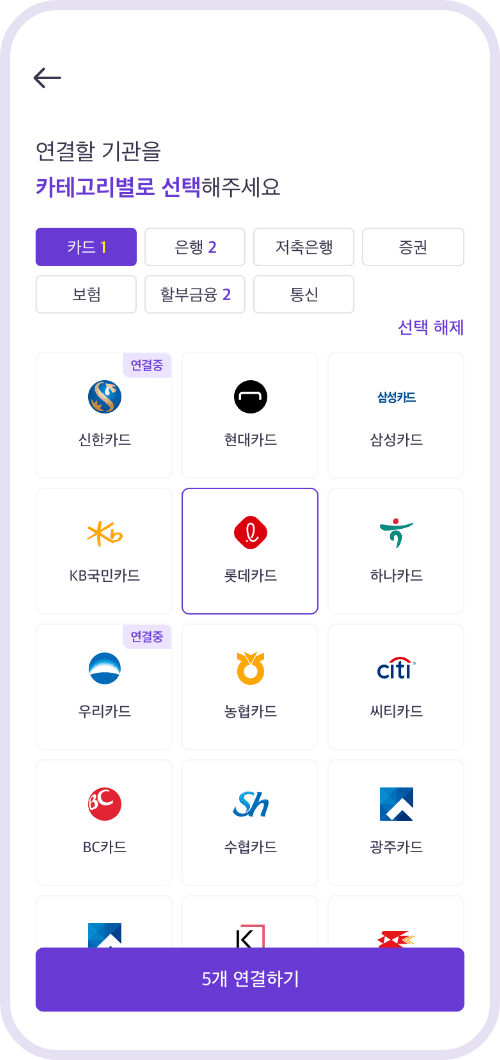 연결할 기관을
카테고리별로 선택해주세요
카드 1 은행 2 저축은행 증권
보험 할부금융 2 통신
선택 해제
연결중
삼성카드
신한카드 현대카드 삼성카드
Kb
KB국민카드 롯데카드 하나카드
연결중
citi
우리카드 농협카드 씨티카드
BC Sh
BC카드 수협카드 광주카드
K
5개 연결하기